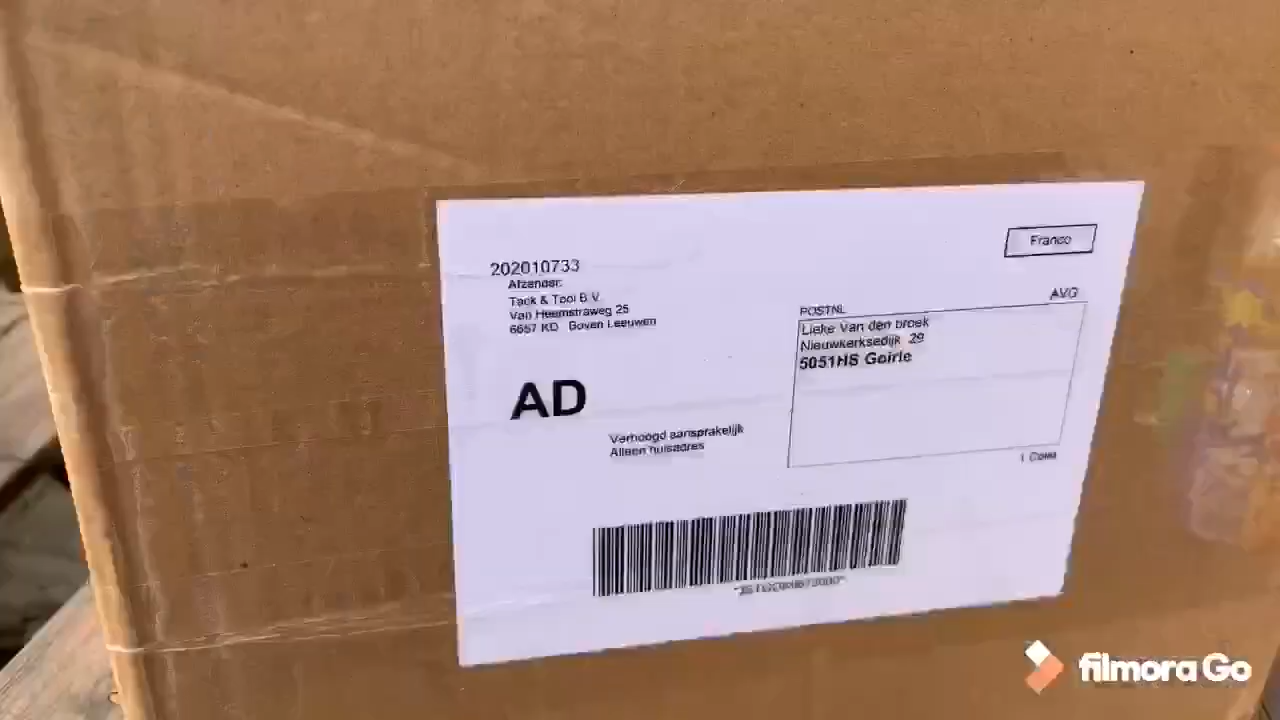 Franco
202010733
Afzender:
Tack & Tool B.V.
Van Heemstraweg 25
6657 KD Boven Leeuwen
AVG
POSTNL
Lieke Van den broek
Nieuwkerksedijk 29
5051HS Goirle
AD
Verhoogd aansprakelijk
Alleen huisadres
1 Colli
filmora Go